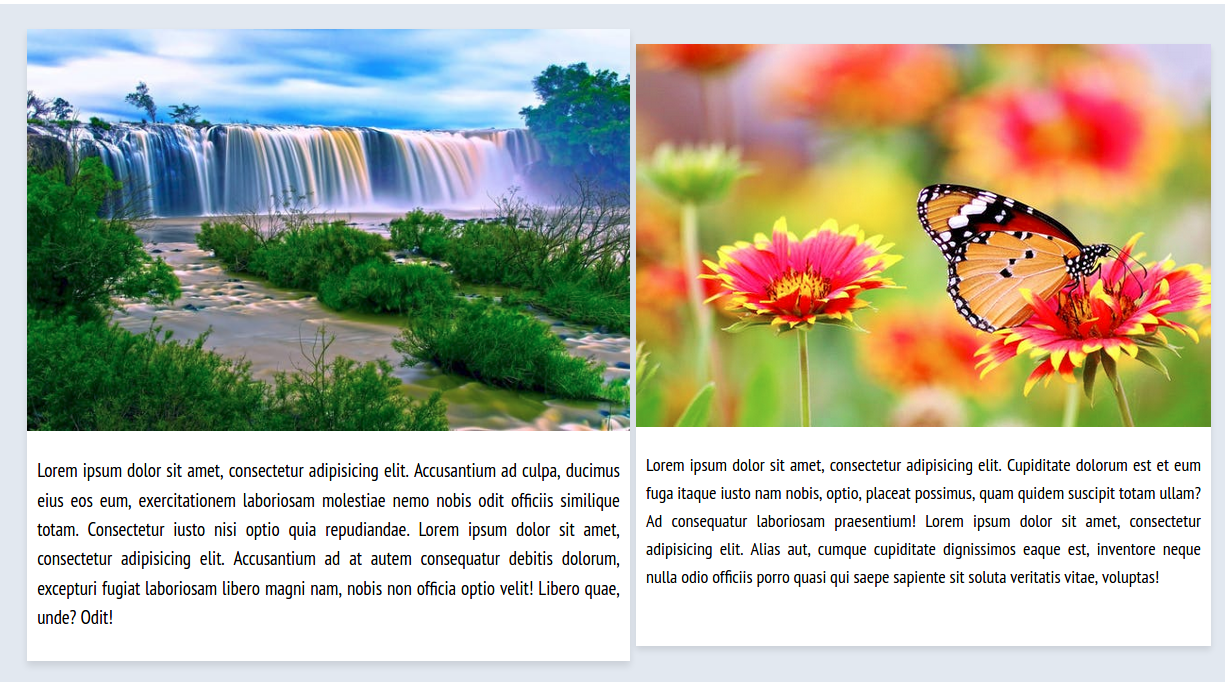 Lorem ipsum dolor sit amet, consectetur adipisicing elit. Accusantium ad culpa, ducimus
eius eos eum, exercitationem laboriosam molestiae nemo nobis odit officiis similique
totam. Consectetur iusto nisi optio quia repudiandae. Lorem ipsum dolor sit amet,
consectetur adipisicing elit. Accusantium ad at autem consequatur debitis dolorum,
excepturi fugiat laboriosam libero magni nam, nobis non officia optio velit! Libero quae,
unde? Odit!
Lorem ipsum dolor sit amet, consectetur adipisicing elit. Cupiditate dolorum est et eum
fuga itaque iusto nam nobis, optio, placeat possimus, quam quidem suscipit totam ullam?
Ad consequatur laboriosam praesentium! Lorem ipsum dolor sit amet, consectetur
adipisicing elit. Alias aut, cumque cupiditate dignissimos eaque est, inventore neque
nulla odio officiis porro quasi qui saepe sapiente sit soluta veritatis vitae, voluptas!